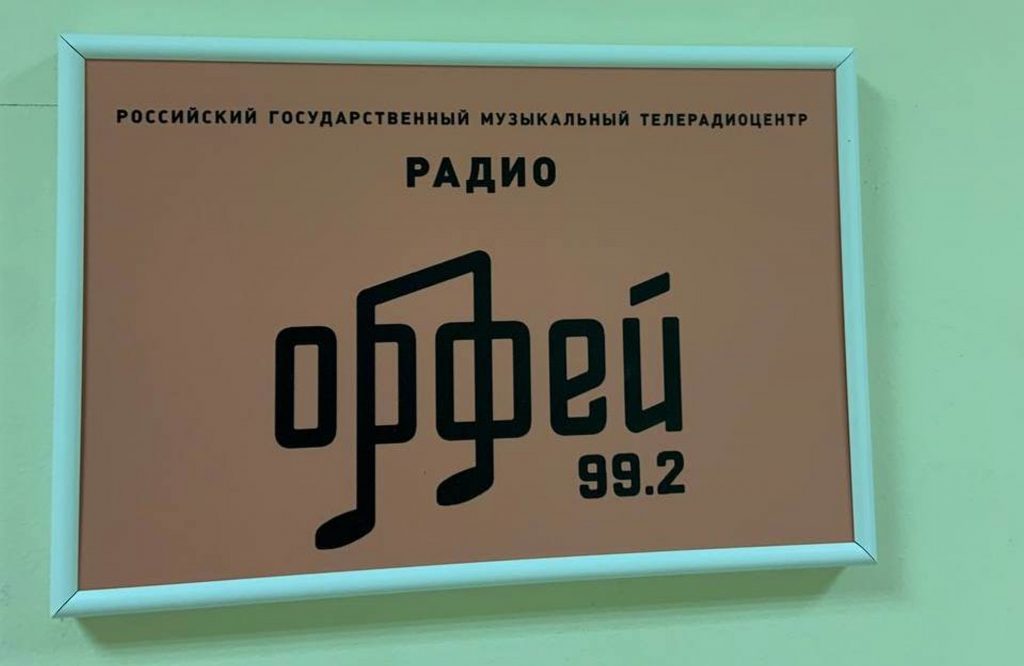 РОССИЙСКИЙ ГОСУДАРСТВЕННЫЙ МУЗЫКАЛЬНЫЙ ТЕЛЕРАДИОЦЕНТР
РАДИО
орфей
99.2